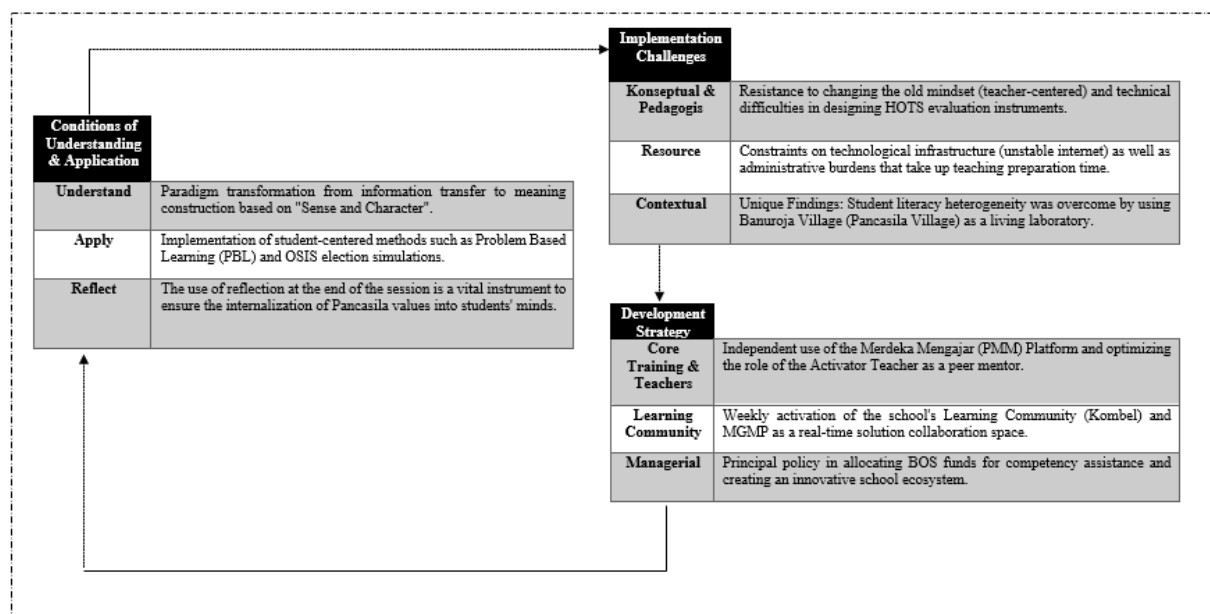 Conditions of
Understanding
& Application
Understand
Paradigm transformation from information transfer to meaning
construction based on "Sense and Character".
Apply
Implementation of student-centered methods such as Problem Based
Learning (PBL) and OSIS election simulations.
Reflect
The use of reflection at the end of the session is a vital instrument to
ensure the internalization of Pancasila values into students' minds.
Implementation
Challenges
Konseptual &
Pedagogis
Resistance to changing the old mindset (teacher-centered) and technical
difficulties in designing HOTS evaluation instruments.
Resource
Constraints on technological infrastructure (unstable internet) as well as
administrative burdens that take up teaching preparation time.
Contextual
Unique Findings: Student literacy heterogeneity was overcome by using
Banuroja Village (Pancasila Village) as a living laboratory.
Development
Strategy
Core
Training &
Teachers
Independent use of the Merdeka Mengajar (PMM) Platform and optimizing
the role of the Activator Teacher as a peer mentor.
Learning
Community
Weekly activation of the school's Learning Community (Kombel) and
MGMP as a real-time solution collaboration space.
Managerial
Principal policy in allocating BOS funds for competency assistance and
creating an innovative school ecosystem.